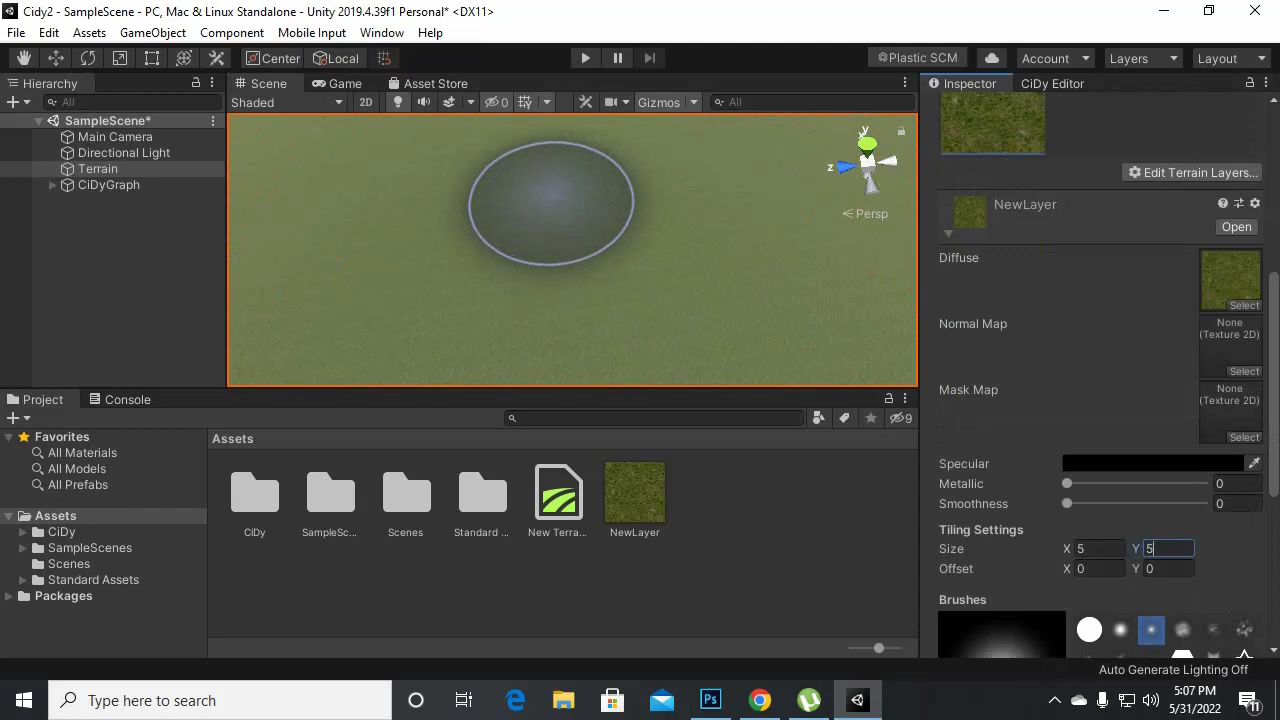 Cidy2 - SampleScene - PC, Mac & Linux Standalone - Unity 2019.4.39f1 Personal* <DX11>
File Edit Assets GameObject Component Mobile Input Window Help
Center Local Plastic SCM Account Layers Layout
Hierarchy
All
SampleScene*
Main Camera
Directional Light
Terrain
CiDyGraph
Scene Game Asset Store
Shaded 2D 0 Gizmos All
y
x
z
Persp
Inspector CiDy Editor
Edit Terrain Layers...
NewLayer
Open
Diffuse
Select
Normal Map
None
(Texture 2D)
Select
Mask Map
None
(Texture 2D)
Select
Specular
Metallic 0
Smoothness 0
Tiling Settings
Size X 5 Y 5
Offset X 0 Y 0
Brushes
Project Console
9
Favorites
All Materials
All Models
All Prefabs
Assets
CiDy
SampleScenes
Scenes
Standard Assets
Packages
Assets
CiDy SampleSc... Scenes Standard ... New Terra... NewLayer
Auto Generate Lighting Off
Type here to search
Ps
5:07 PM
5/31/2022
11